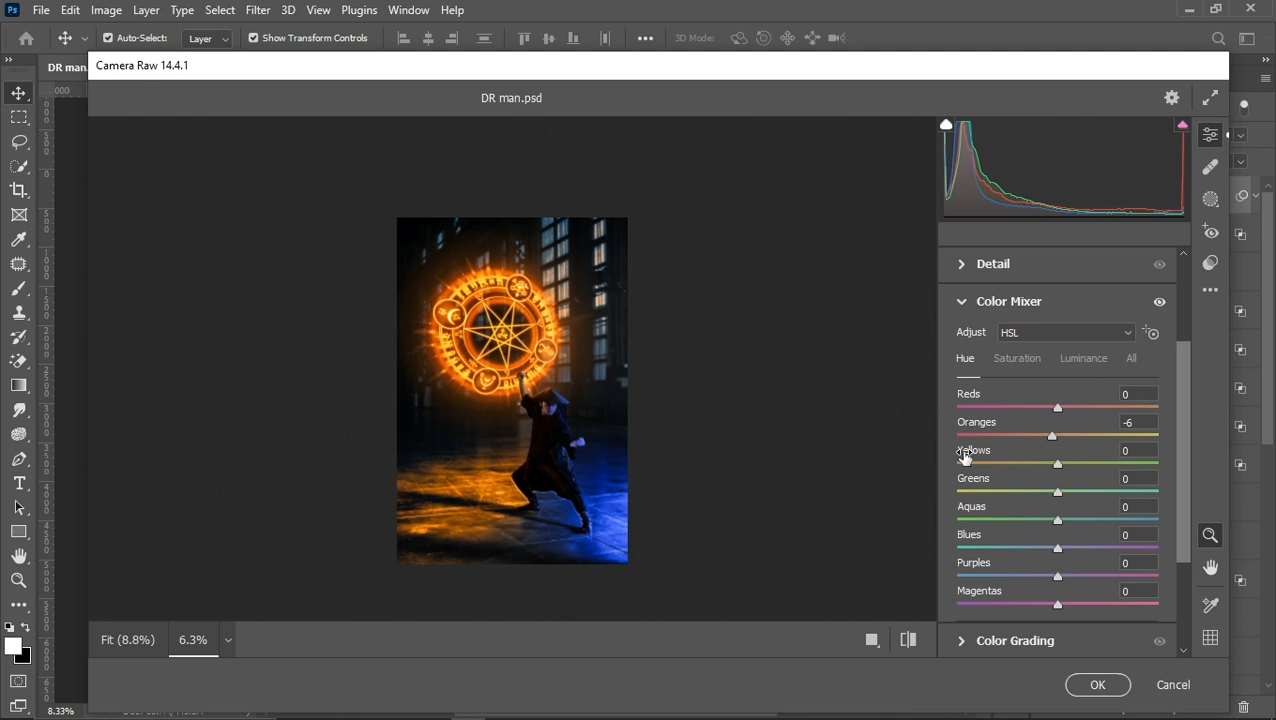 Ps File Edit Image Layer Type Select Filter 3D View Plugins Window Help
Auto-Select: Layer Show Transform Controls 3D Mode:
DR man.
Camera Raw 14.4.1
DR man.psd
Detail
Color Mixer
Adjust HSL
Hue Saturation Luminance All
Reds 0
Oranges -6
Yellows 0
Greens 0
Aquas 0
Blues 0
Purples 0
Magentas 0
Fit (8.8%) 6.3%
Color Grading
OK Cancel
8.33%